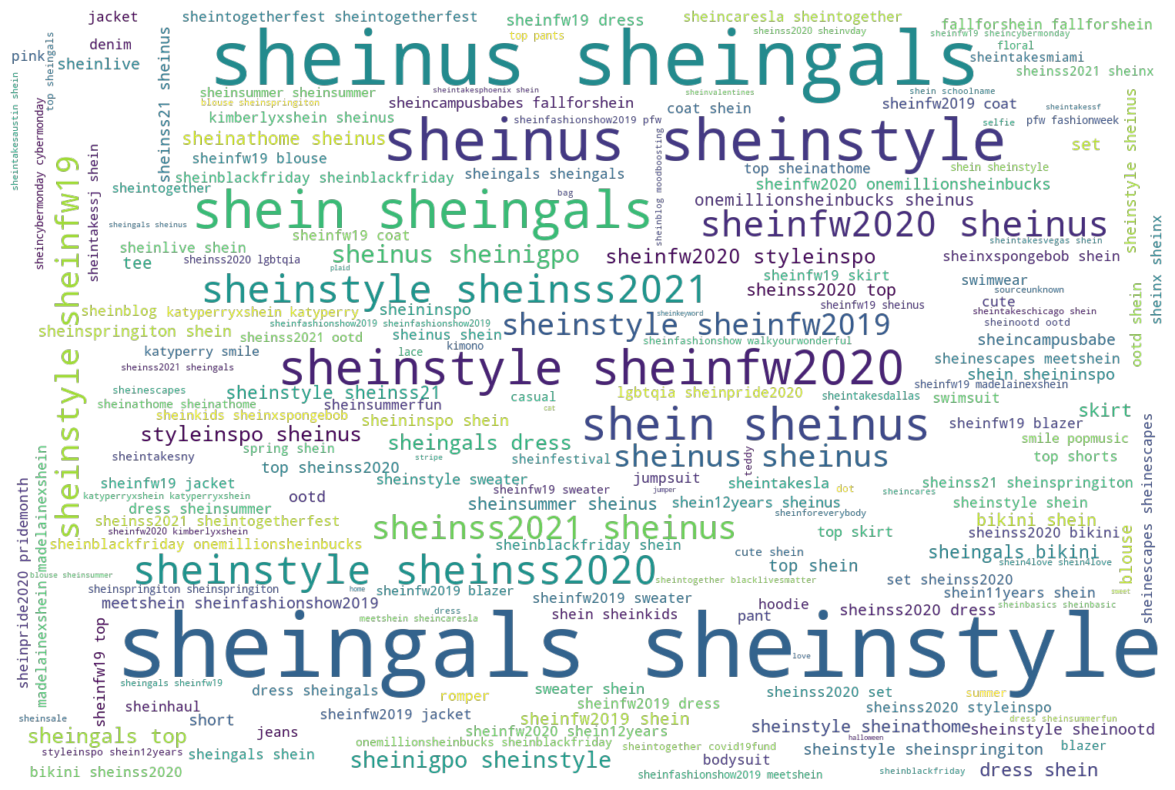 jacket
sheintogetherfest sheintogetherfest
sheinfw19 dress
sheincaresla sheintogether
fallforshein fallforshein
top pants
sheinfw19 sheincybermonday
denim
pink
sheinlive
sheinus sheingals
floral
sheintakesmiami
sheinss2020 sheinvday
sheinss2021 sheinx
top sheingals
sheinss21 sheinus
sheinsummer sheinsummer
sheintakesphoenix shein
sheinvalentines
shein schoolname
blouse sheinspringiton
sheincampusbabes fallforshein
coat shein
sheinfw2019 coat
sheintakessf
kimberlyxshein sheinus
sheinfashionshow2019 pfw
selfie
pfw fashionweek
sheinathome sheinus
sheinus sheinstyle
set
sheinstyle sheinus
sheincybermonday cybermonday
sheintakesaustin shein
sheintakessj shein
sheinblog moodboosting
sheinfw19 blouse
shein sheinstyle
sheinblackfriday sheinblackfriday
sheingals sheingals
top sheinathome
sheintogether
bag
sheinfw2020 onemillionsheinbucks
shein sheingals
onemillionsheinbucks sheinus
sheinfw2020 sheinus
sheingals sheinus
sheinfw19 coat
sheinx sheinx
sheinlive shein
sheinus sheinigpo
sheinfw2020 styleinspo
sheintakesvegas shein
sheinxspongebob shein
tee
sheinss2020 lgbtqia
plaid
sheinfw19 skirt
swimwear
sheinstyle sheinfw19
sheinstyle sheinss2021
sheinss2020 top
sourceunknown
cute
sheinfw19 sheinus
sheinblog
katyperryxshein katyperry
sheininspo
sheinkeyword
sheintakeschicago shein
ootd shein
sheinspringiton shein
sheinfashionshow2019 sheinfashionshow2019
sheinstyle sheinfw2019
sheinootd ootd
sheinss2021 ootd
sheinus shein
sheinfashionshow walkyourwonderful
sheincampusbabe
katyperry smile
lace
kimono
sheinescapes meetshein
sheinss2021 sheingals
sheinstyle sheinfw2020
shein sheininspo
sheinescapes
sheinstyle sheinss21
casual
lgbtqia sheinpride2020
sheinfw19 madelainexshein
swimsuit
sheinathome sheinathome
sheinsummerfun
sheintakesdallas
sheinkids sheinxspongebob
sheininspo shein
cat
shein sheinus
skirt
sheinfw19 blazer
styleinspo sheinus
sheingals dress
smile popmusic
spring shein
sheintakesny
stripe
sheinfestival
sheinus sheinus
teddy
top shorts
top sheinss2020
sheinescapes sheinescapes
sheinfw19 jacket
sheinstyle sweater
jumpsuit
sheintakesla
dot
sheincares
sheinss21 sheinspringiton
katyperryxshein katyperryxshein
ootd
sheinfw19 sweater
jumper
dress sheinsummer
sheinsummer sheinus
shein12years sheinus
sheinstyle shein
sheinss2021 sheintogetherfest
sheinforeverybody
bikini shein
sheinfw2020 kimberlyxshein
sheinss2021 sheinus
top skirt
sheinss2020 bikini
sheinblackfriday onemillionsheinbucks
sheinblackfriday shein
cute shein
sheingals bikini
blouse
sheinpride2020 pridemonth
madelainexshein madelainexshein
sheinstyle sheinss2020
top shein
shein4love shein4love
blouse sheinsummer
sheintogether blacklivesmatter
set sheinss2020
sweet
sheinspringiton sheinspringiton
home
sheinfw2019 blazer
shein11years shein
meetshein sheinfashionshow2019
sheinfw2019 sweater
hoodie
sheinbasics sheinbasic
dress
shein sheinkids
pant
sheinss2020 dress
meetshein sheincaresla
sheingals sheinstyle
love
sheinfw19 top
sheingals sheinfw19
dress sheingals
romper
sweater shein
sheinss2020 set
summer
sheinfw2019 dress
sheinss2020 styleinspo
sheinhaul
sheinfw2019 jacket
sheinfw2019 shein
sheinsale
short
dress sheinsummerfun
sheingals top
jeans
sheinfw2020 shein12years
sheinstyle sheinathome
sheinstyle sheinootd
halloween
styleinspo shein12years
sheingals shein
onemillionsheinbucks sheinblackfriday
sheintogether covid19fund
sheinstyle sheinspringiton
blazer
bikini sheinss2020
sheinigpo sheinstyle
bodysuit
sheinfashionshow2019 meetshein
sheinblackfriday
dress shein